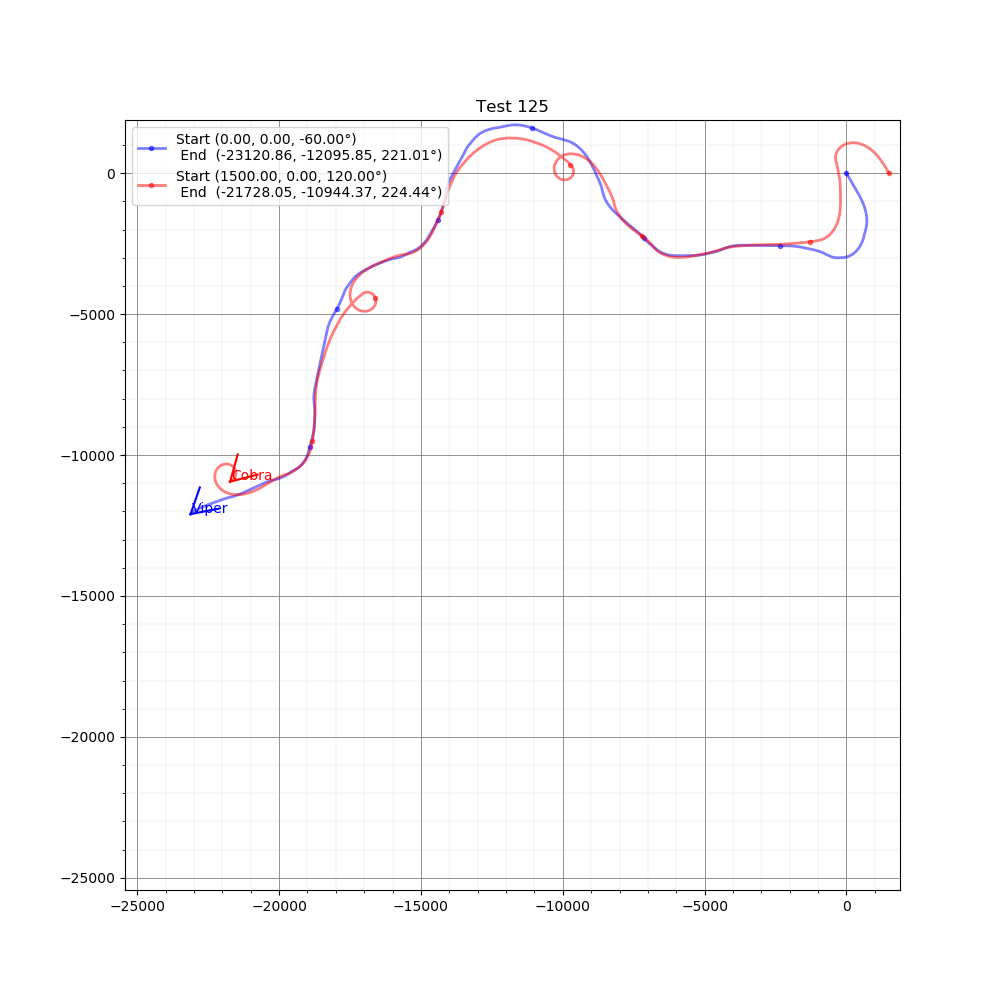 Test 125
Start (0.00, 0.00, -60.00°)
End (-23120.86, -12095.85, 221.01°)
Start (1500.00, 0.00, 120.00°)
End (-21728.05, -10944.37, 224.44°)
0
−5000
−10000
−15000
−20000
−25000
Cobra
Viper
−25000
−20000
−15000
−10000
−5000
0